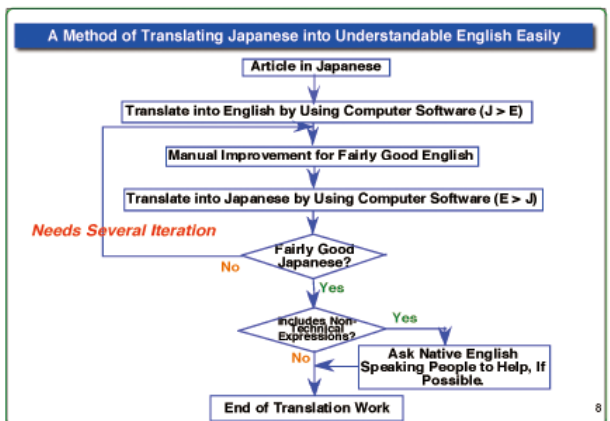 A Method of Translating Japanese into Understandable English Easily
Article in Japanese
Translate into English by Using Computer Software (J > E)
Manual Improvement for Fairly Good English
Translate into Japanese by Using Computer Software (E > J)
Needs Several Iteration
Fairly Good
Japanese?
No
Yes
Includes Non-
Technical
Expressions?
Yes
No
Ask Native English
Speaking People to Help, If
Possible.
End of Translation Work
8